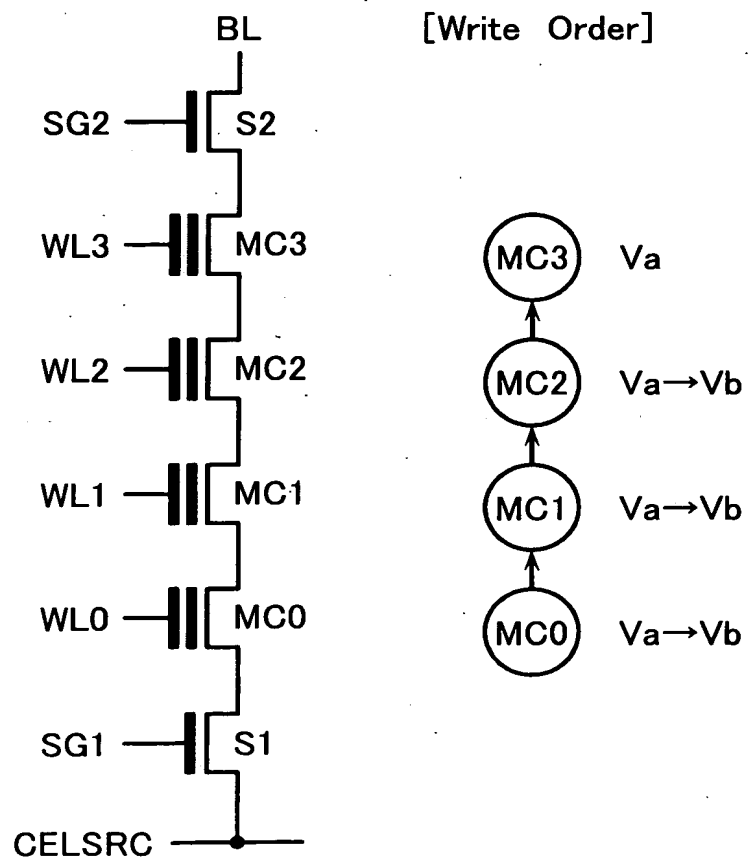 BL [Write Order]
SG2 S2
WL3 MC3 MC3 Va
WL2 MC2 MC2 Va→Vb
WL1 MC1 MC1 Va→Vb
WL0 MC0 MC0 Va→Vb
SG1 S1
CELSRC